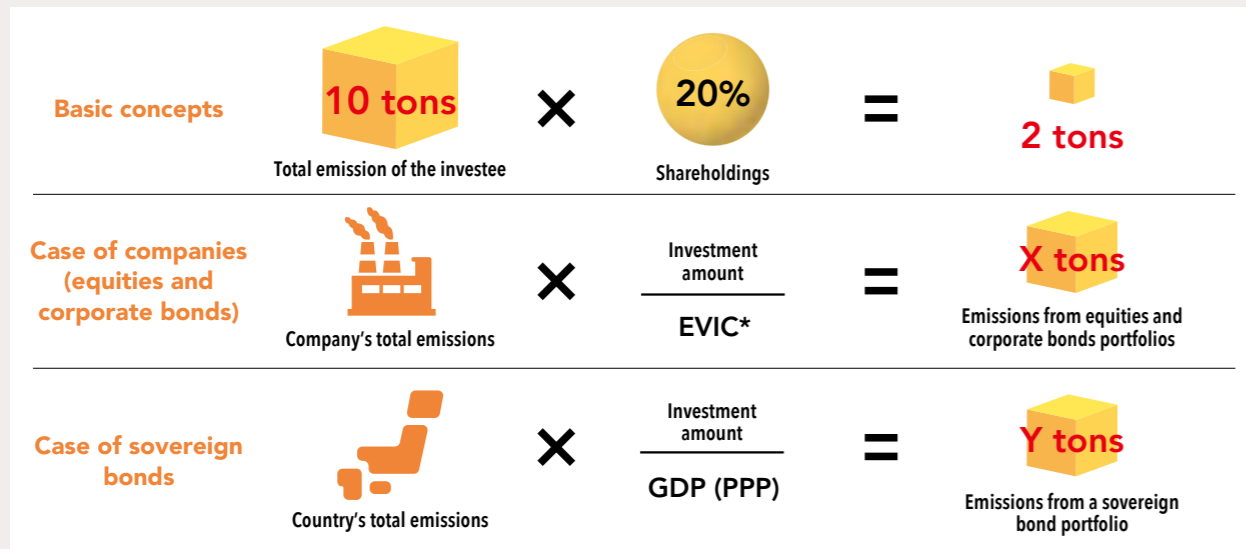 Basic concepts
10 tons
×
20%
=
2 tons
Total emission of the investee
Shareholdings
Case of companies
(equities and
corporate bonds)
×
Investment
amount
EVIC*
=
X tons
Company's total emissions
Emissions from equities and
corporate bonds portfolios
Case of sovereign
bonds
×
Investment
amount
GDP (PPP)
=
Y tons
Country's total emissions
Emissions from a sovereign
bond portfolio